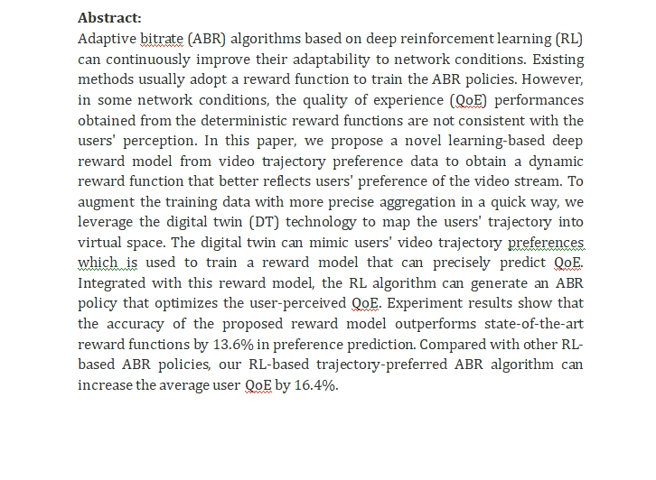 Abstract:
Adaptive bitrate (ABR) algorithms based on deep reinforcement learning (RL)
can continuously improve their adaptability to network conditions. Existing
methods usually adopt a reward function to train the ABR policies. However,
in some network conditions, the quality of experience (QoE) performances
obtained from the deterministic reward functions are not consistent with the
users' perception. In this paper, we propose a novel learning-based deep
reward model from video trajectory preference data to obtain a dynamic
reward function that better reflects users' preference of the video stream. To
augment the training data with more precise aggregation in a quick way, we
leverage the digital twin (DT) technology to map the users' trajectory into
virtual space. The digital twin can mimic users' video trajectory preferences
which is used to train a reward model that can precisely predict QoE.
Integrated with this reward model, the RL algorithm can generate an ABR
policy that optimizes the user-perceived QoE. Experiment results show that
the accuracy of the proposed reward model outperforms state-of-the-art
reward functions by 13.6% in preference prediction. Compared with other RL-
based ABR policies, our RL-based trajectory-preferred ABR algorithm can
increase the average user QoE by 16.4%.